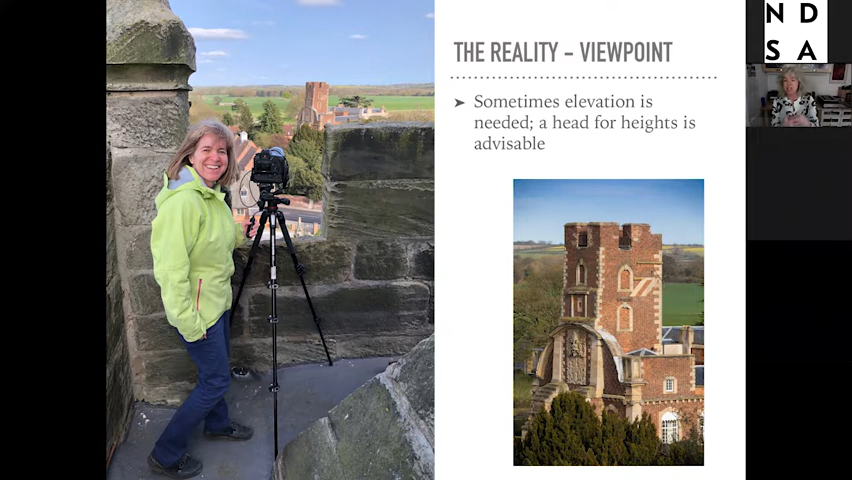 THE REALITY – VIEWPOINT
➤ Sometimes elevation is
needed; a head for heights is
advisable
N D
S A